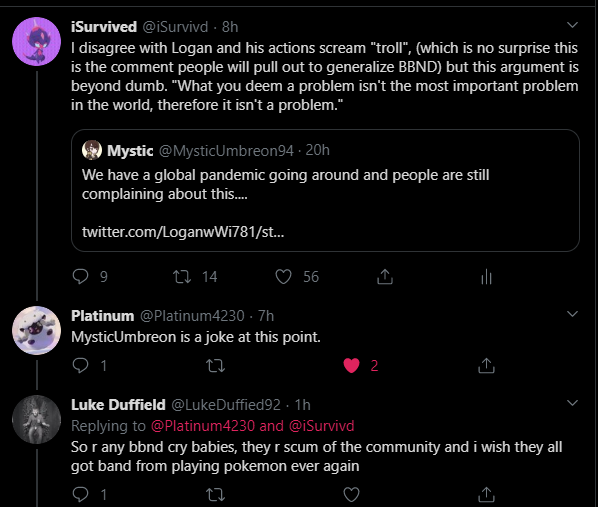 iSurvived @iSurvivd · 8h
I disagree with Logan and his actions scream "troll", (which is no surprise this
is the comment people will pull out to generalize BBND) but this argument is
beyond dumb. "What you deem a problem isn't the most important problem
in the world, therefore it isn't a problem."
Mystic @MysticUmbreon94 · 20h
We have a global pandemic going around and people are still
complaining about this....
twitter.com/LoganwWi781/st...
9 14 56
Platinum @Platinum4230 · 7h
MysticUmbreon is a joke at this point.
1 2
Luke Duffield @LukeDuffied92 · 1h
Replying to @Platinum4230 and @iSurvivd
So r any bbnd cry babies, they r scum of the community and i wish they all
got band from playing pokemon ever again
1